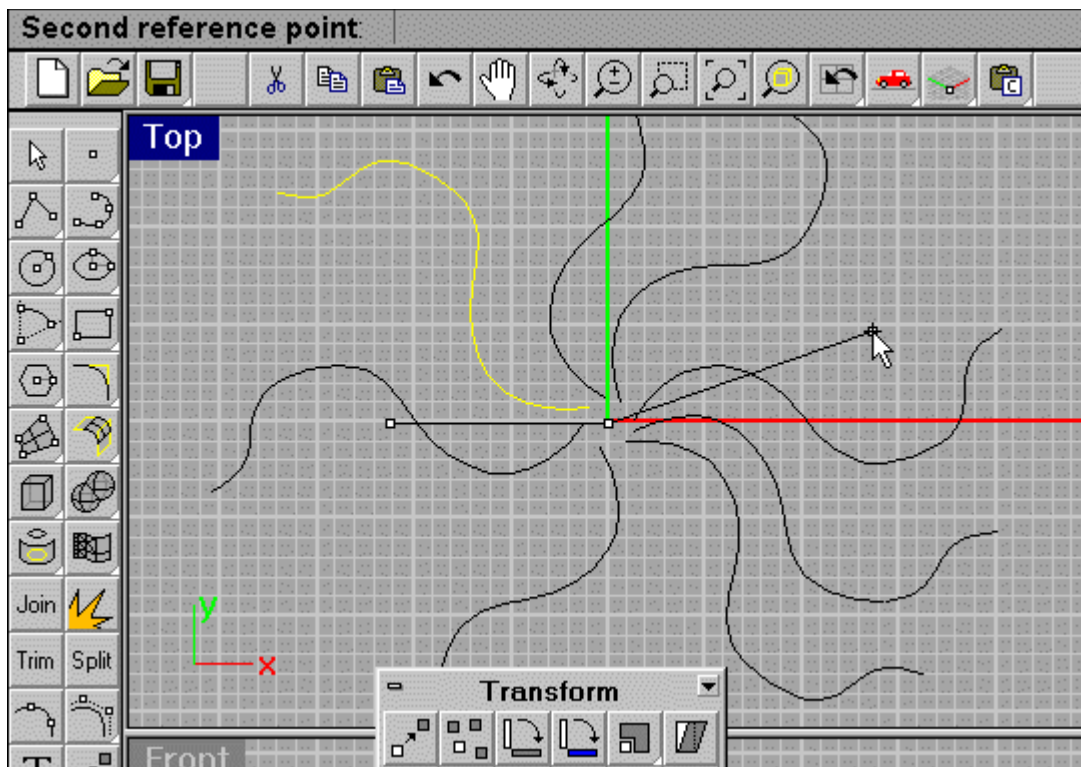 Second reference point:
C
Top
Join
Trim Split
y
x
Transform
T
Front